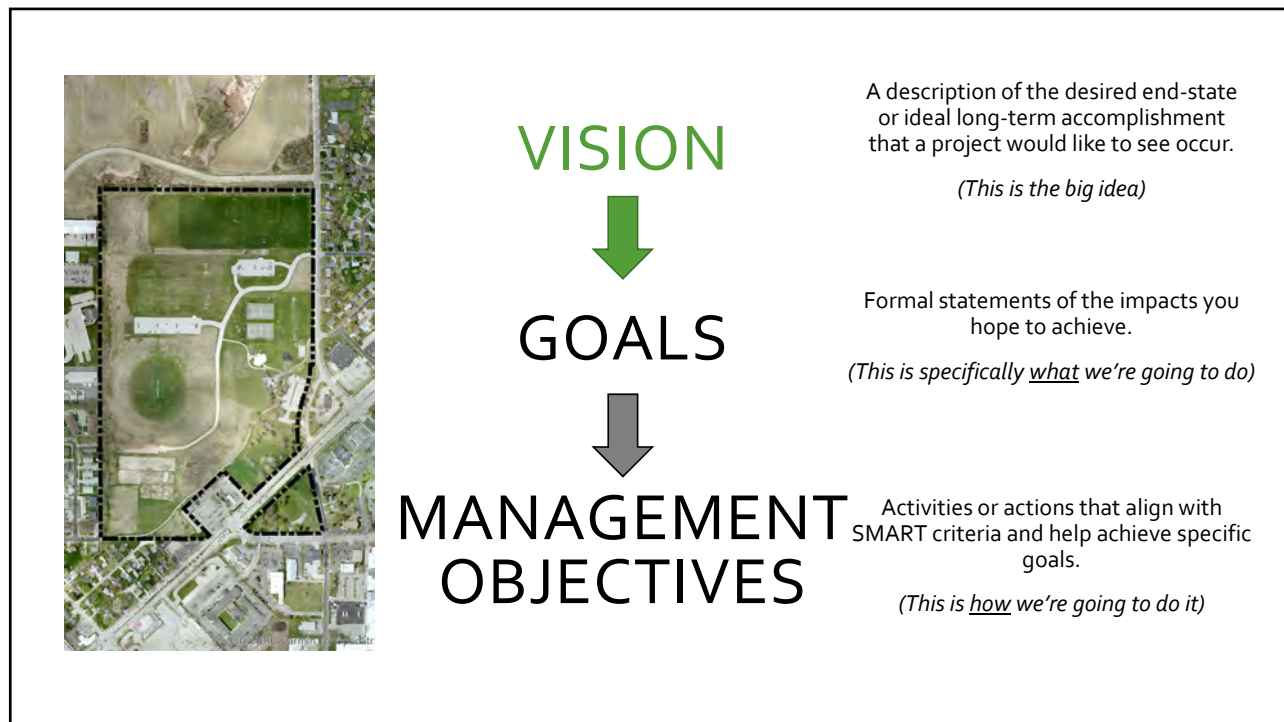 VISION
A description of the desired end-state
or ideal long-term accomplishment
that a project would like to see occur.
(This is the big idea)
GOALS
Formal statements of the impacts you
hope to achieve.
(This is specifically what we're going to do)
MANAGEMENT
OBJECTIVES
Activities or actions that align with
SMART criteria and help achieve specific
goals.
(This is how we're going to do it)